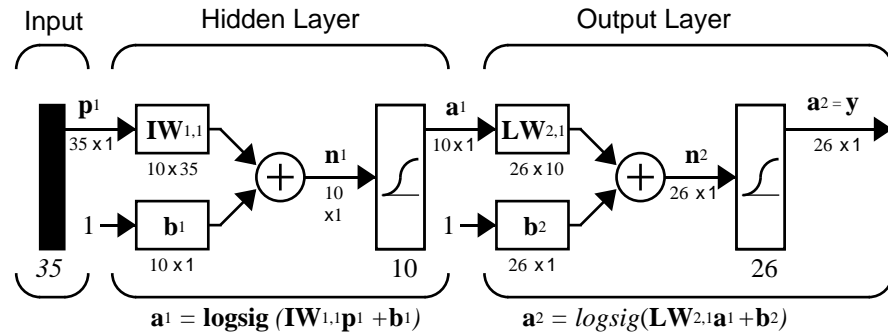 Input Hidden Layer Output Layer
p1 a1 a2 = y
IW1,1 LW2,1
35 x 1 10 x 1 26 x 1
10 x 35 n1 26 x 10 n2
10 x1 26 x 1
1 b1 1 b2
10 x 1 26 x 1
35 10 26
a1 = logsig (IW1,1p1 +b1) a2 = logsig(LW2,1a1+b2)